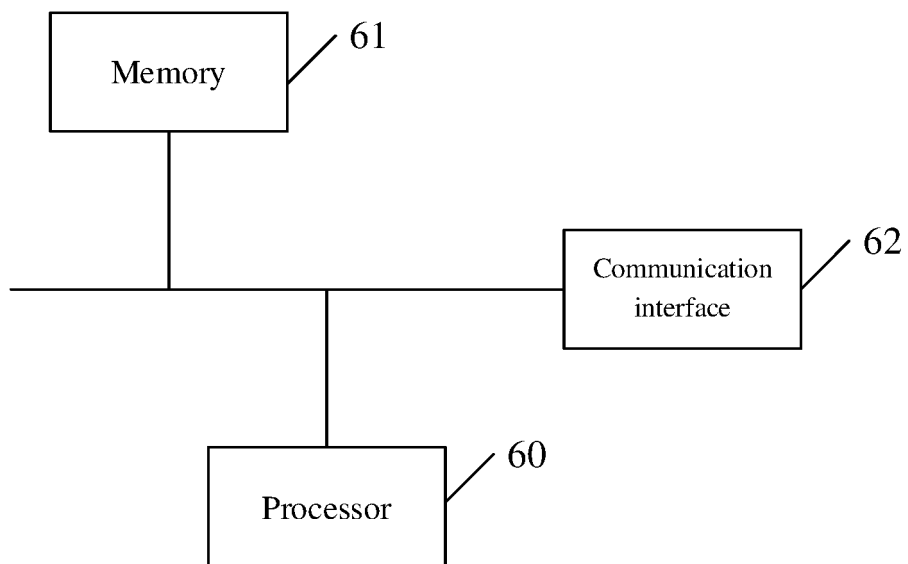 61
Memory
62
Communication
interface
60
Processor